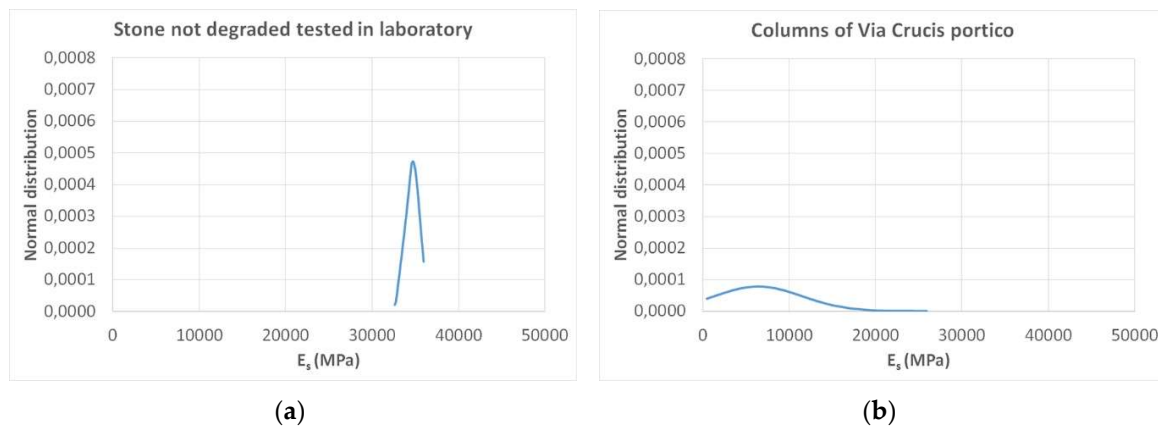 Stone not degraded tested in laboratory
Normal distribution
0,0008
0,0007
0,0006
0,0005
0,0004
0,0003
0,0002
0,0001
0,0000
0 10000 20000 30000 40000 50000
Es (MPa)
(a)
Columns of Via Crucis portico
Normal distribution
0,0008
0,0007
0,0006
0,0005
0,0004
0,0003
0,0002
0,0001
0,0000
0 10000 20000 30000 40000 50000
Es (MPa)
(b)